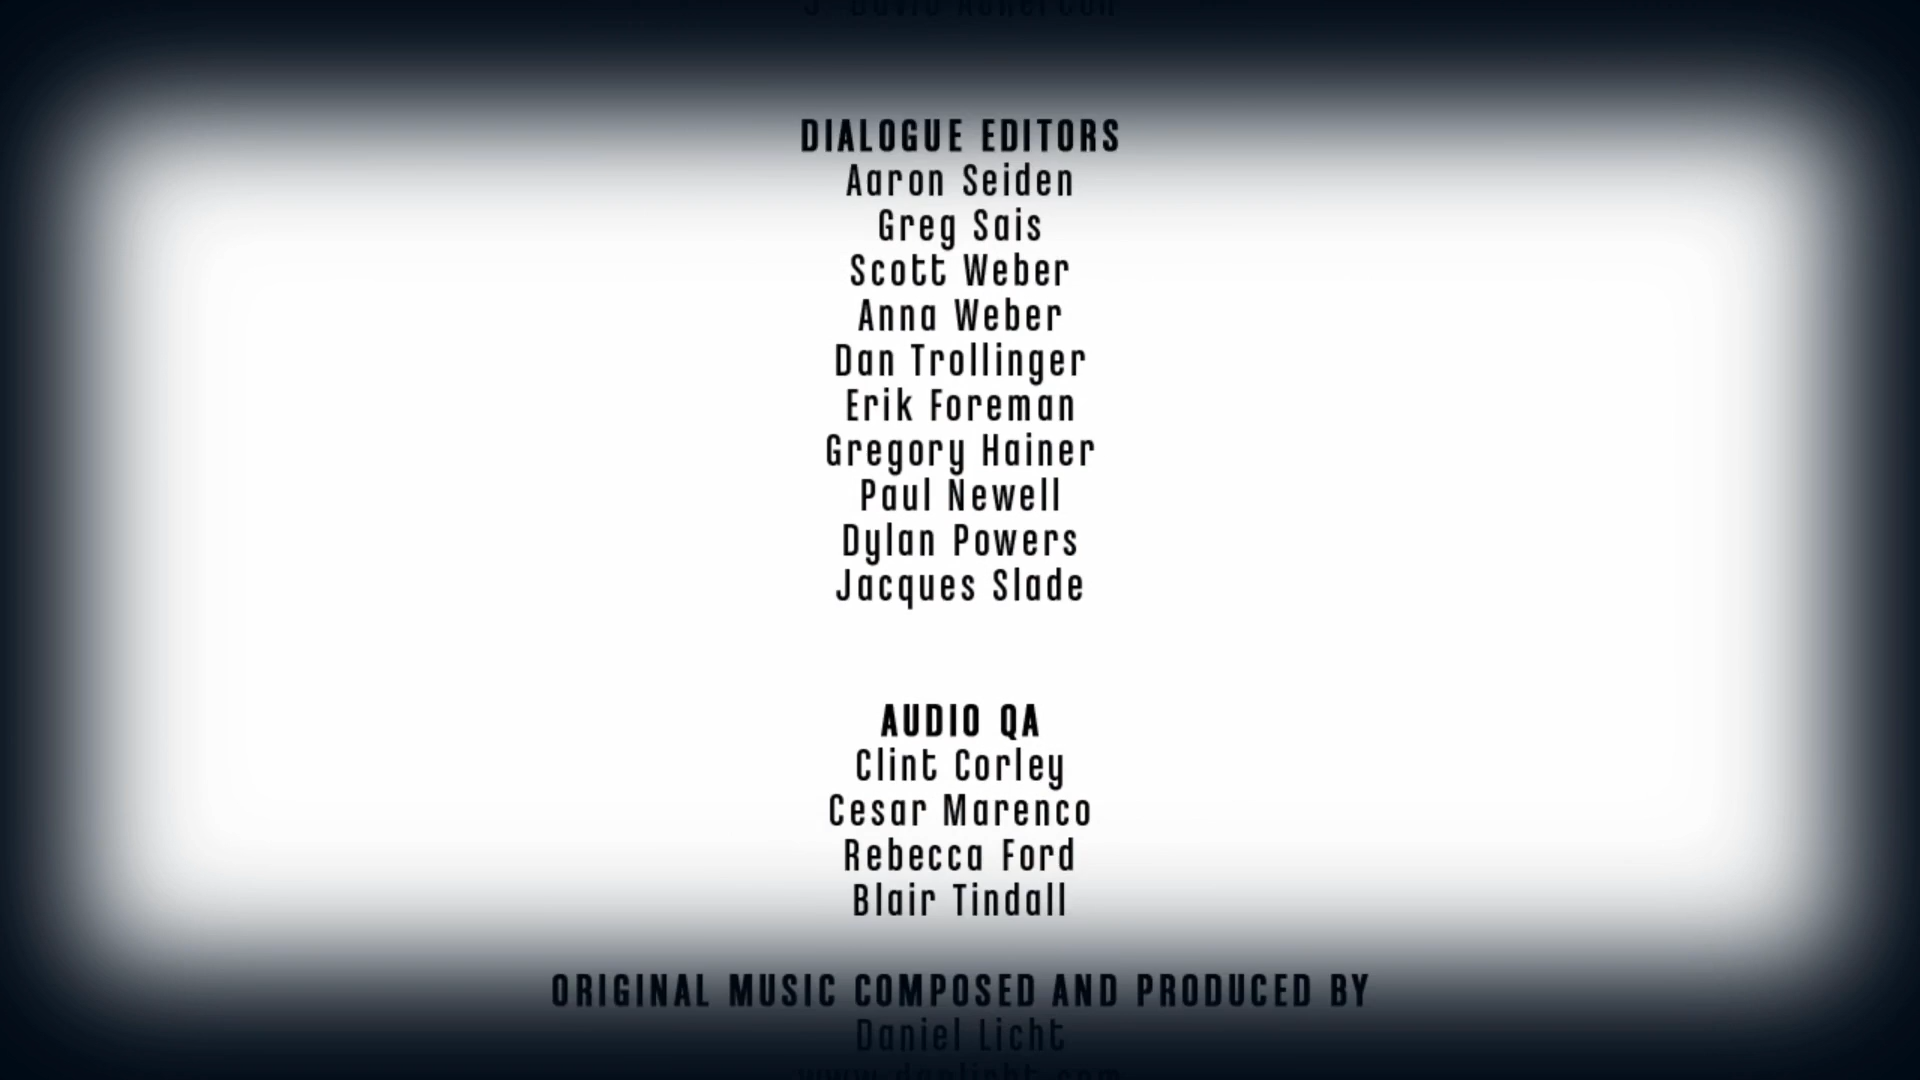 DIALOGUE EDITORS
Aaron Seiden
Greg Sais
Scott Weber
Anna Weber
Dan Trollinger
Erik Foreman
Gregory Hainer
Paul Newell
Dylan Powers
Jacques Slade
AUDIO QA
Clint Corley
Cesar Marenco
Rebecca Ford
Blair Tindall
ORIGINAL MUSIC COMPOSED AND PRODUCED BY
Daniel Licht